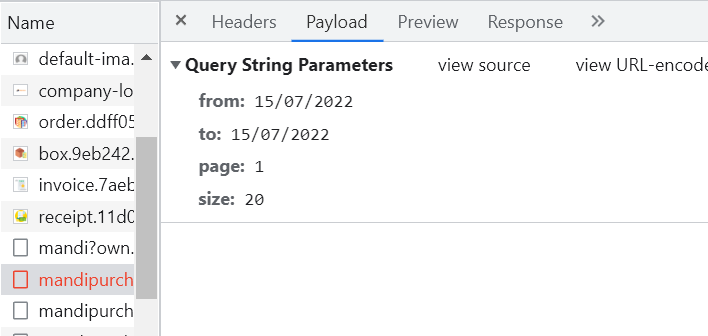 Name
default-ima.
company-lo
order.ddff05
box.9eb242.
invoice.7aeb
receipt.11d0
mandi?own.
mandipurch
mandipurch
× Headers Payload Preview Response »
▼ Query String Parameters view source view URL-encode
from: 15/07/2022
to: 15/07/2022
page: 1
size: 20